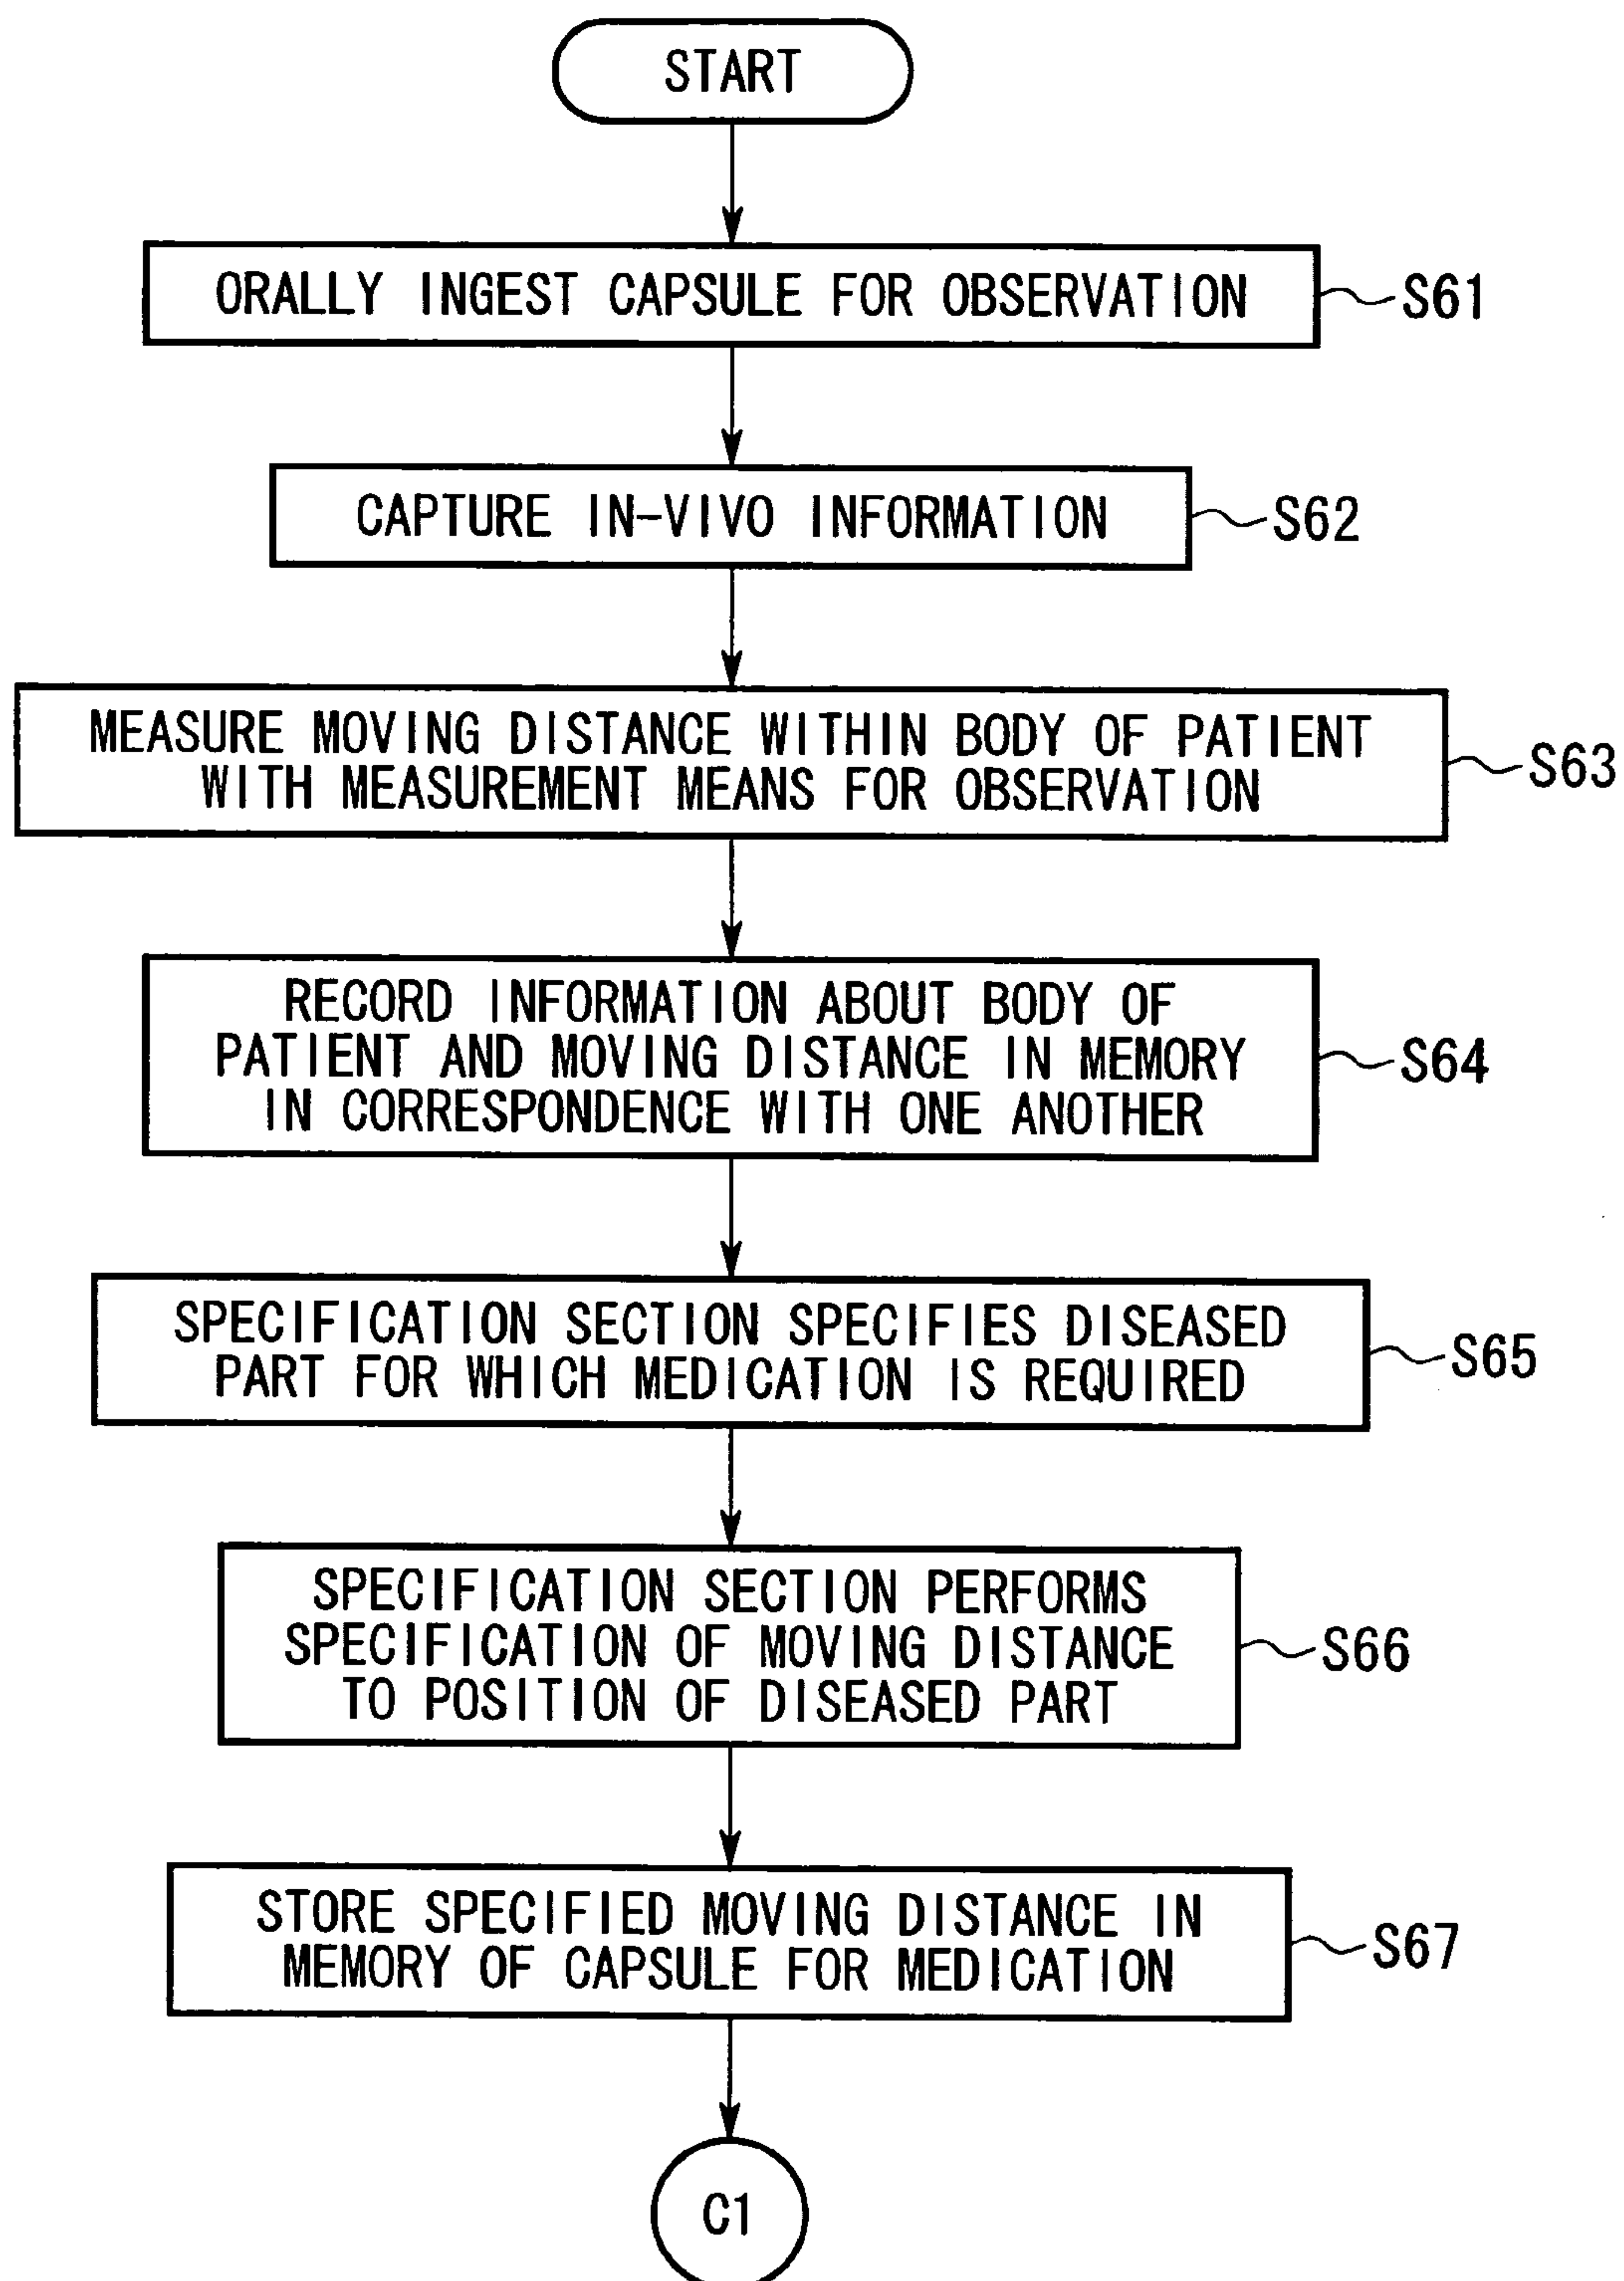 START
ORALLY INGEST CAPSULE FOR OBSERVATION
S61
CAPTURE IN-VIVO INFORMATION
S62
MEASURE MOVING DISTANCE WITHIN BODY OF PATIENT
WITH MEASUREMENT MEANS FOR OBSERVATION
S63
RECORD INFORMATION ABOUT BODY OF
PATIENT AND MOVING DISTANCE IN MEMORY
IN CORRESPONDENCE WITH ONE ANOTHER
S64
SPECIFICATION SECTION SPECIFIES DISEASED
PART FOR WHICH MEDICATION IS REQUIRED
S65
SPECIFICATION SECTION PERFORMS
SPECIFICATION OF MOVING DISTANCE
TO POSITION OF DISEASED PART
S66
STORE SPECIFIED MOVING DISTANCE IN
MEMORY OF CAPSULE FOR MEDICATION
S67
C1